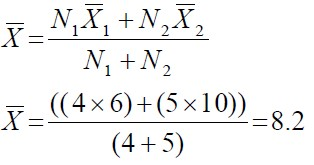 X̄ = (N₁X̄₁ + N₂X̄₂) / (N₁ + N₂)
X̄ = ((4×6)+(5×10)) / (4+5) = 8.2